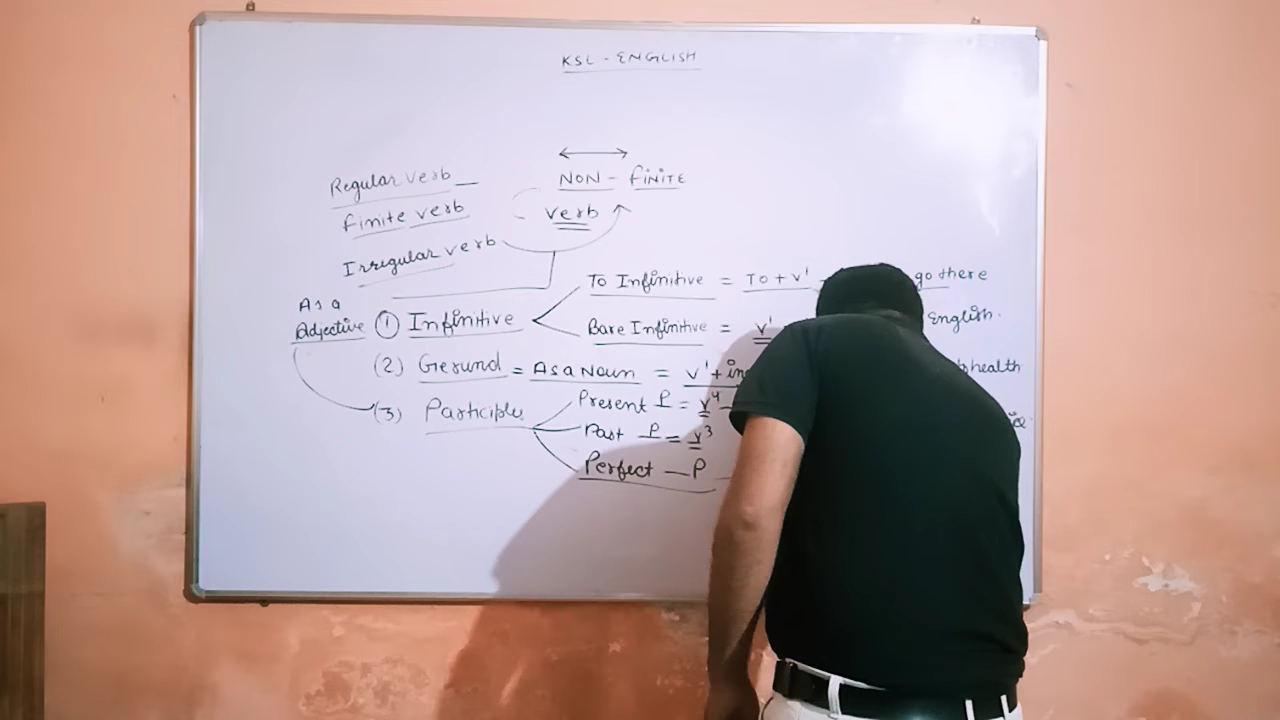 KSL - ENGLISH
Regular verb
NON - FINITE
Finite verb
verb
Irregular verb
To Infinitive = To + V¹ go there
As a
Adjective (1) Infinitive
Bare Infinitive = V¹ English.
(2) Gerund = As a Noun = V¹ + in health
(3) Participle
Present P = V⁴
Past P = V³
Perfect - P